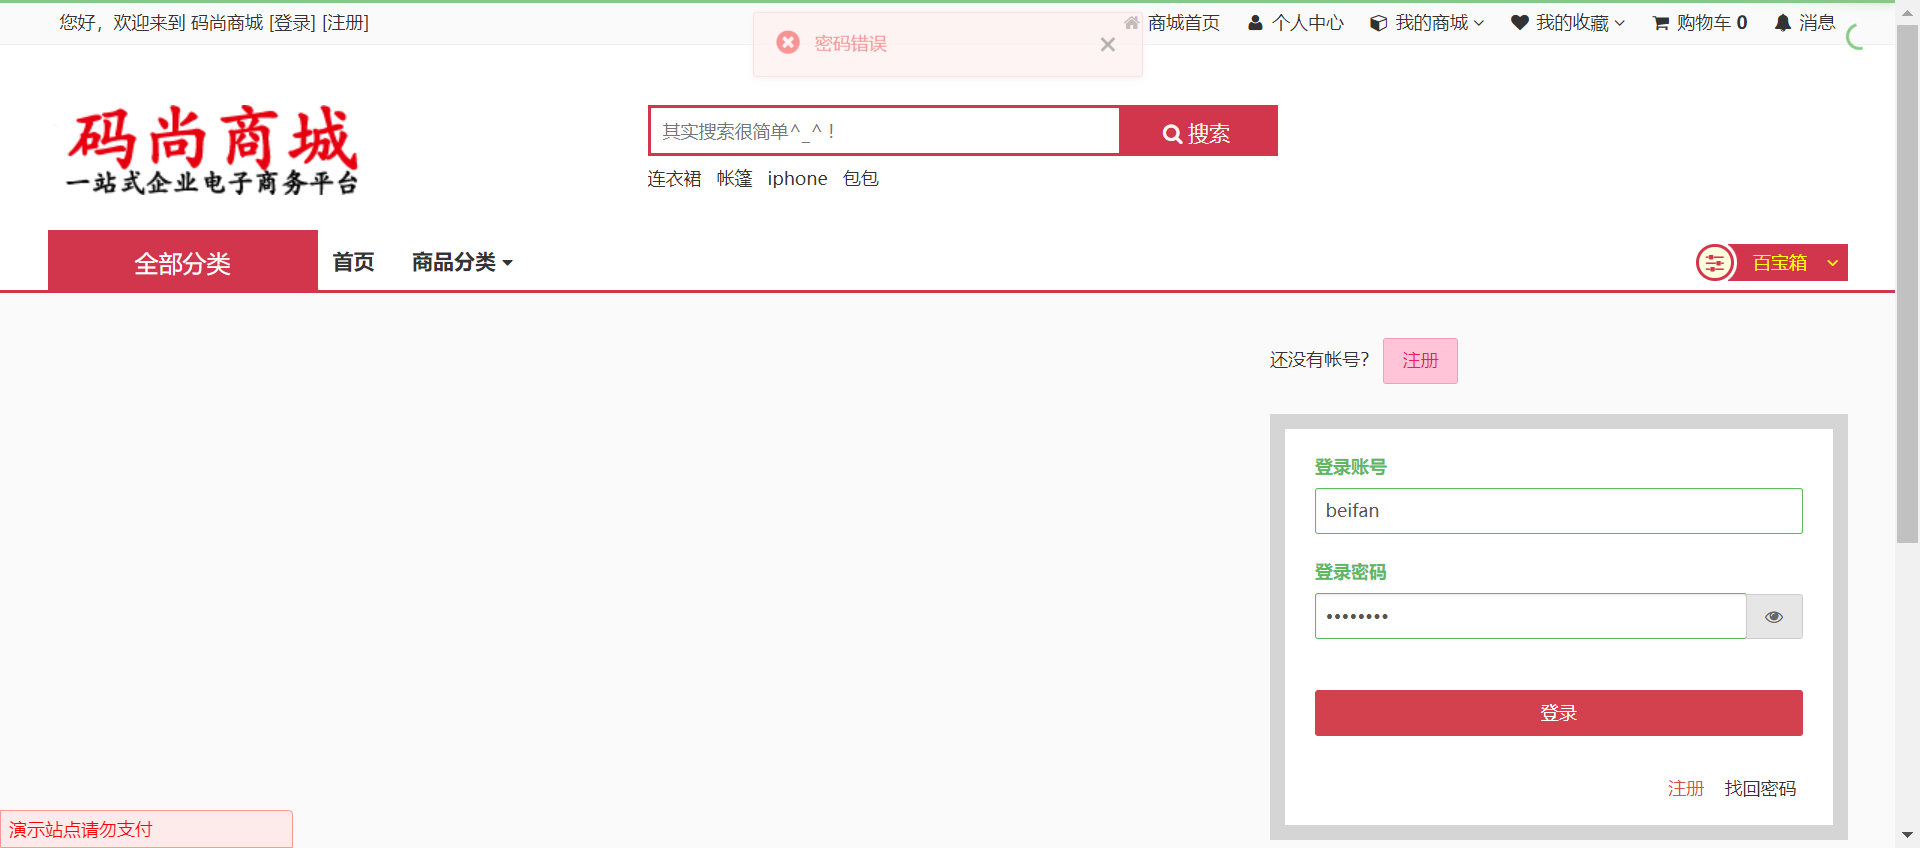 您好，欢迎来到 码尚商城 [登录] [注册]
商城首页 个人中心 我的商城 我的收藏 购物车 0 消息
密码错误
码尚商城
一站式企业电子商务平台
其实搜索很简单^_^ !
搜索
连衣裙 帐篷 iphone 包包
全部分类 首页 商品分类
百宝箱
还没有帐号? 注册
登录账号
beifan
登录密码
••••••••
登录
注册 找回密码
演示站点请勿支付